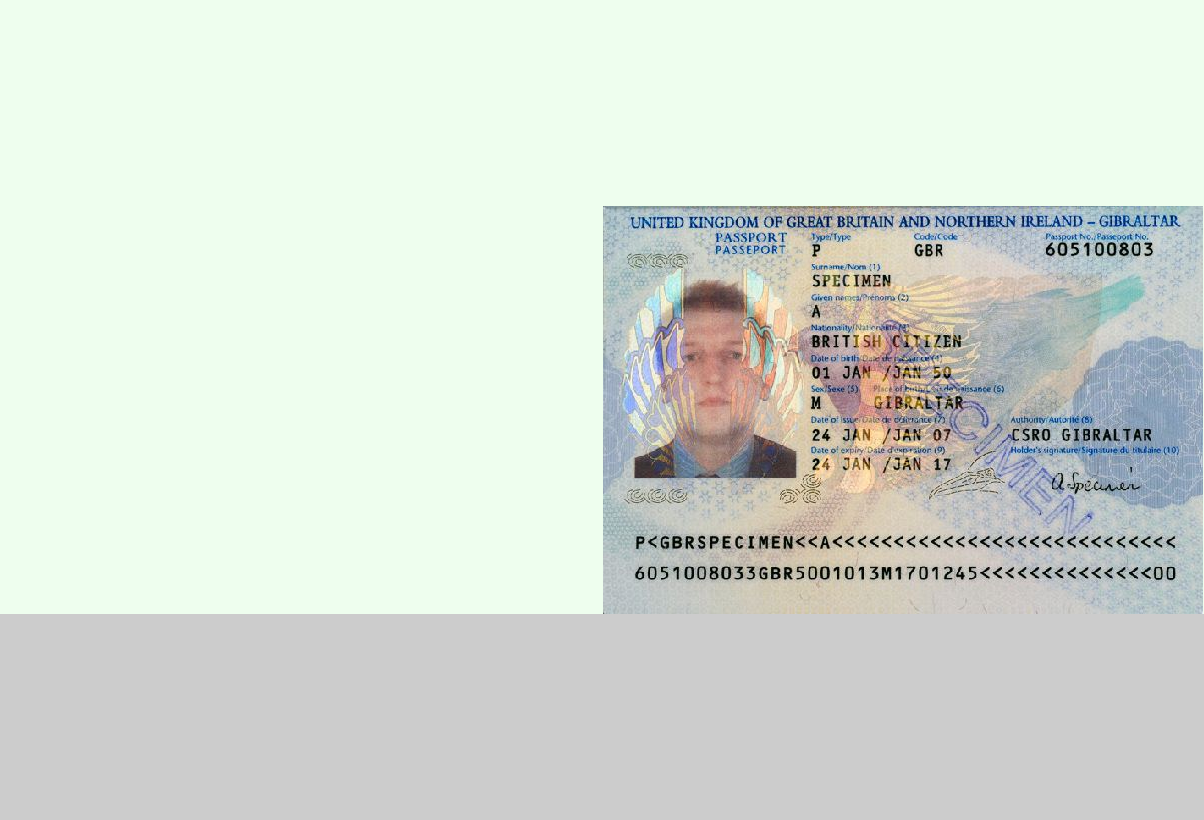 UNITED KINGDOM OF GREAT BRITAIN AND NORTHERN IRELAND – GIBRALTAR
PASSPORT
PASSEPORT
Type/Type Code/Code Passport No./Passeport No.
P GBR 605100803
Surname/Nom (1)
SPECIMEN
Given names/Prénoms (2)
A
Nationality/Nationalité (3)
BRITISH CITIZEN
Date of birth/Date de naissance (4)
01 JAN /JAN 50
Sex/Sexe (5) Place of birth/Lieu de naissance (6)
M GIBRALTAR
Date of issue/Date de délivrance (7) Authority/Autorité (8)
24 JAN /JAN 07 CSRO GIBRALTAR
Date of expiry/Date d'expiration (9) Holder's signature/Signature du titulaire (10)
24 JAN /JAN 17
A Specimen
SPECIMEN
P<GBRSPECIMEN<<A<<<<<<<<<<<<<<<<<<<<<<<<<<<<
6051008033GBR5001013M1701245<<<<<<<<<<<<<<00